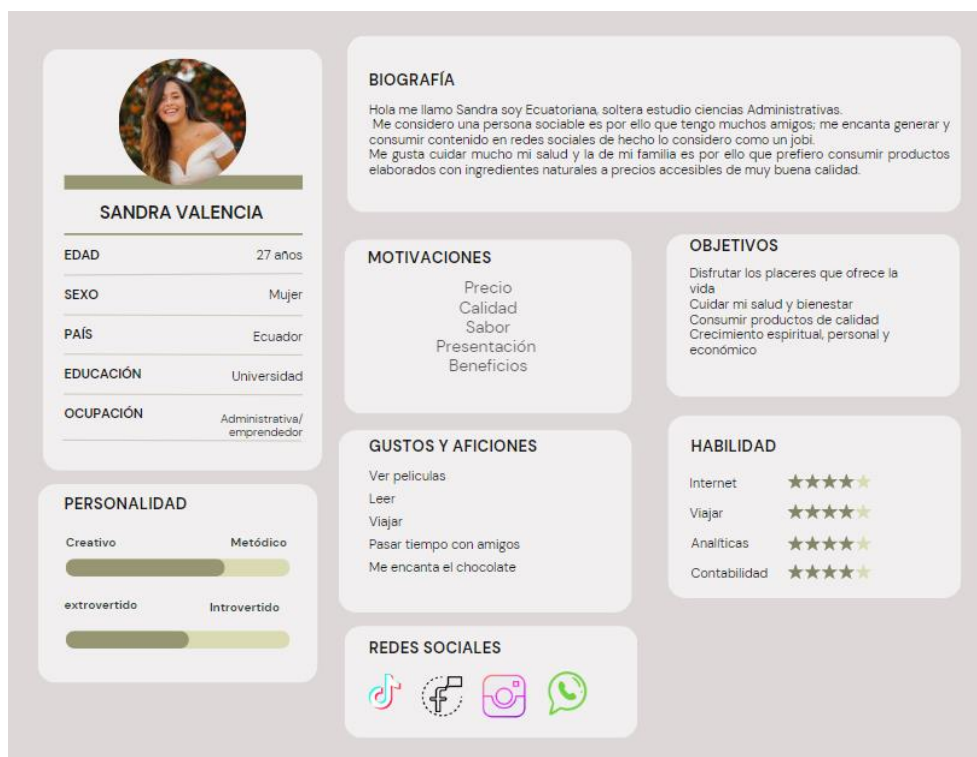 SANDRA VALENCIA
EDAD 27 años
SEXO Mujer
PAÍS Ecuador
EDUCACIÓN Universidad
OCUPACIÓN Administrativa/
emprendedor
PERSONALIDAD
Creativo Metódico
extrovertido Introvertido
BIOGRAFÍA
Hola me llamo Sandra soy Ecuatoriana, soltera estudio ciencias Administrativas.
Me considero una persona sociable es por ello que tengo muchos amigos; me encanta generar y
consumir contenido en redes sociales de hecho lo considero como un jobi.
Me gusta cuidar mucho mi salud y la de mi familia es por ello que prefiero consumir productos
elaborados con ingredientes naturales a precios accesibles de muy buena calidad.
MOTIVACIONES
Precio
Calidad
Sabor
Presentación
Beneficios
OBJETIVOS
Disfrutar los placeres que ofrece la
vida
Cuidar mi salud y bienestar
Consumir productos de calidad
Crecimiento espiritual, personal y
económico
GUSTOS Y AFICIONES
Ver peliculas
Leer
Viajar
Pasar tiempo con amigos
Me encanta el chocolate
HABILIDAD
Internet
Viajar
Analíticas
Contabilidad
REDES SOCIALES